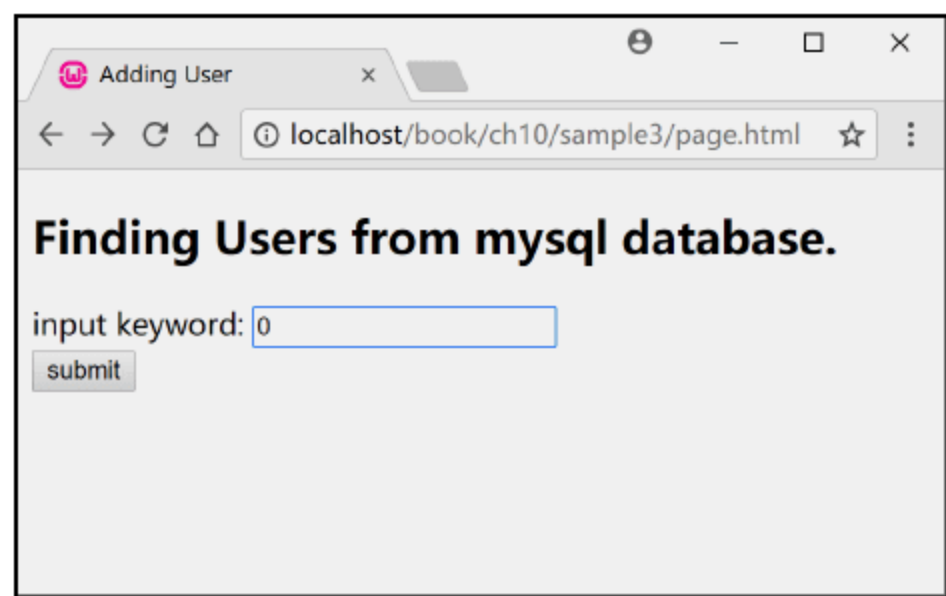 Adding User
localhost/book/ch10/sample3/page.html
Finding Users from mysql database.
input keyword: 0
submit